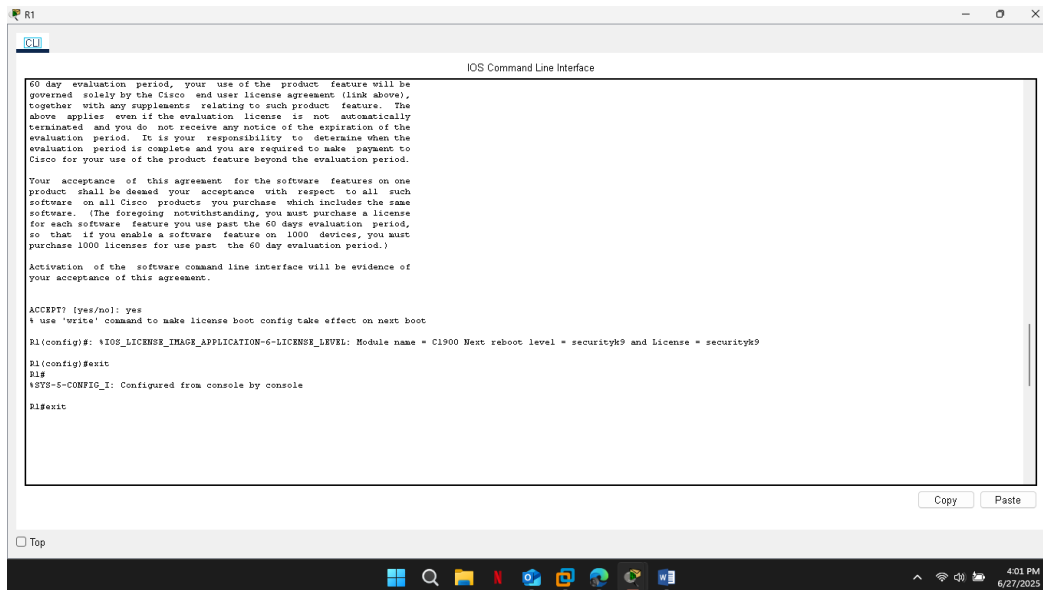 R1
CLI
IOS Command Line Interface
60 day evaluation period, your use of the product feature will be
governed solely by the Cisco end user license agreement (link above),
together with any supplements relating to such product feature. The
above applies even if the evaluation license is not automatically
terminated and you do not receive any notice of the expiration of the
evaluation period. It is your responsibility to determine when the
evaluation period is complete and you are required to make payment to
Cisco for your use of the product feature beyond the evaluation period.
Your acceptance of this agreement for the software features on one
product shall be deemed your acceptance with respect to all such
software on all Cisco products you purchase which includes the same
software. (The foregoing notwithstanding, you must purchase a license
for each software feature you use past the 60 days evaluation period,
so that if you enable a software feature on 1000 devices, you must
purchase 1000 licenses for use past the 60 day evaluation period.)
Activation of the software command line interface will be evidence of
your acceptance of this agreement.
ACCEPT? [yes/no]: yes
% use 'write' command to make license boot config take effect on next boot
R1(config)#: %IOS_LICENSE_IMAGE_APPLICATION-6-LICENSE_LEVEL: Module name = C1900 Next reboot level = securityk9 and License = securityk9
R1(config)#exit
R1#
%SYS-5-CONFIG_I: Configured from console by console
R1#exit
Copy Paste
Top
4:01 PM
6/27/2025